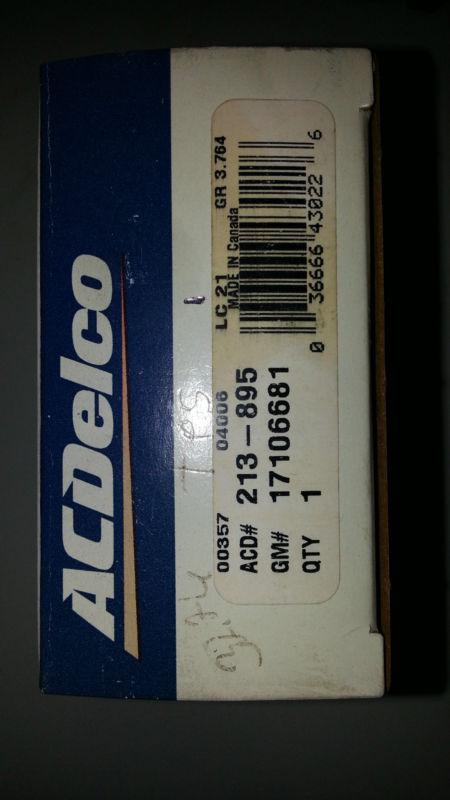 ACDelco
TPS
00357 04006 LC 21 GR 3.764
MADE IN Canada
ACD# 213-895
GM# 17106681
QTY 1
0 36666 43022 6